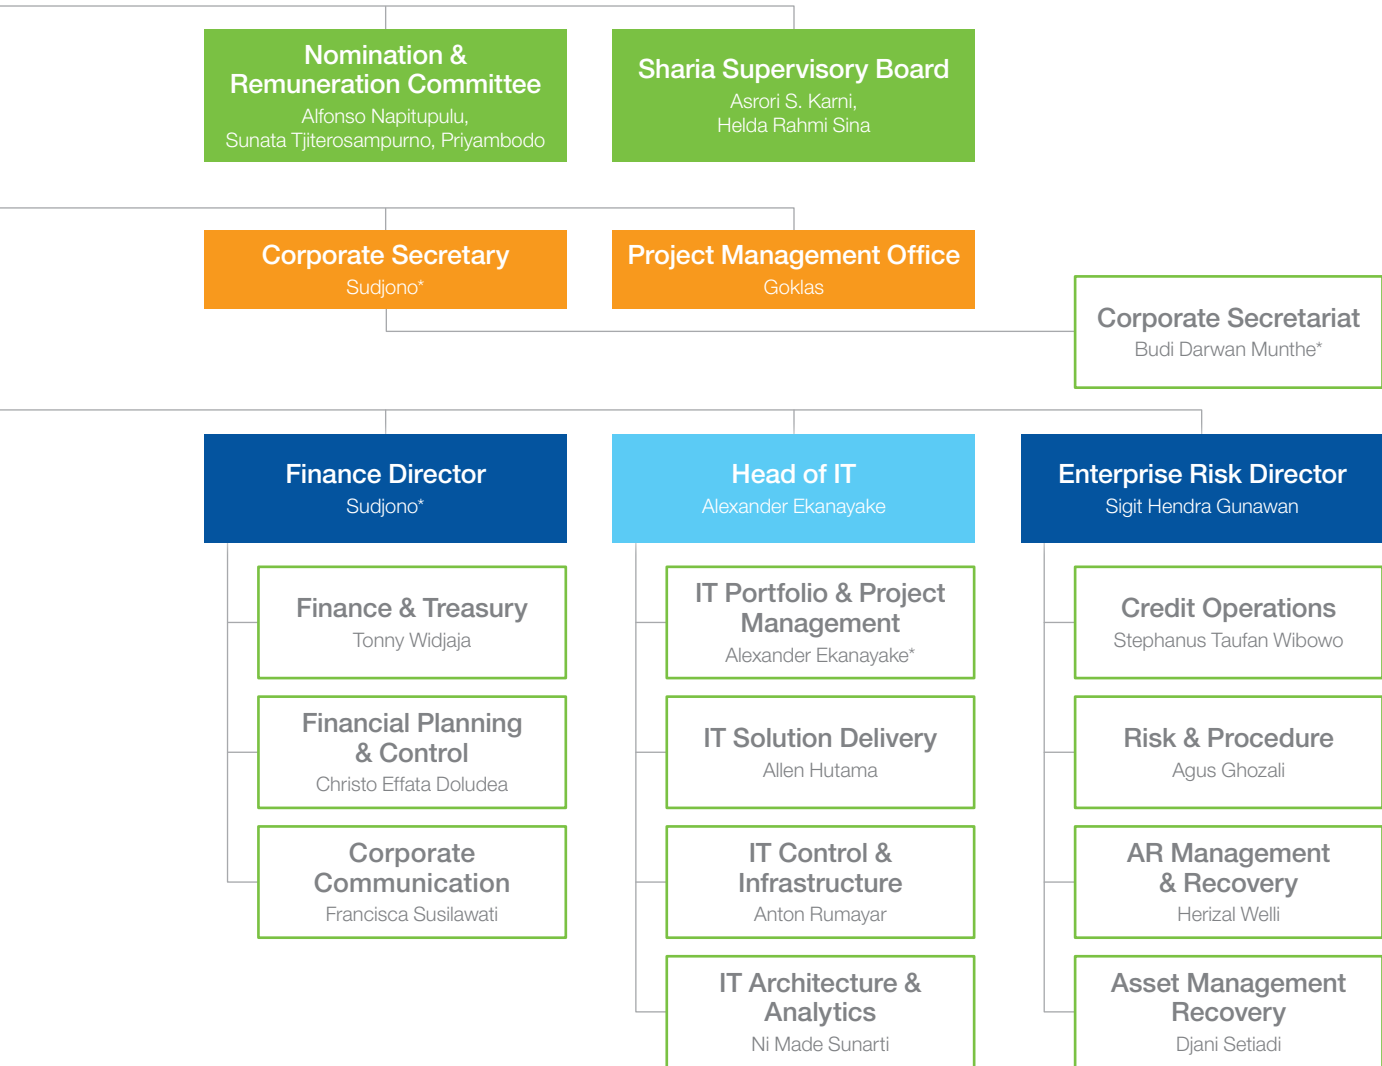 Nomination &
Remuneration Committee
Alfonso Napitupulu,
Sunata Tjiterosampurno, Priyambodo
Sharia Supervisory Board
Asrori S. Karni,
Helda Rahmi Sina
Corporate Secretary
Sudjono*
Project Management Office
Goklas
Corporate Secretariat
Budi Darwan Munthe*
Finance Director
Sudjono*
Finance & Treasury
Tonny Widjaja
Financial Planning
& Control
Christo Effata Doludea
Corporate
Communication
Francisca Susilawati
Head of IT
Alexander Ekanayake
IT Portfolio & Project
Management
Alexander Ekanayake*
IT Solution Delivery
Allen Hutama
IT Control &
Infrastructure
Anton Rumayar
IT Architecture &
Analytics
Ni Made Sunarti
Enterprise Risk Director
Sigit Hendra Gunawan
Credit Operations
Stephanus Taufan Wibowo
Risk & Procedure
Agus Ghozali
AR Management
& Recovery
Herizal Welli
Asset Management
Recovery
Djani Setiadi